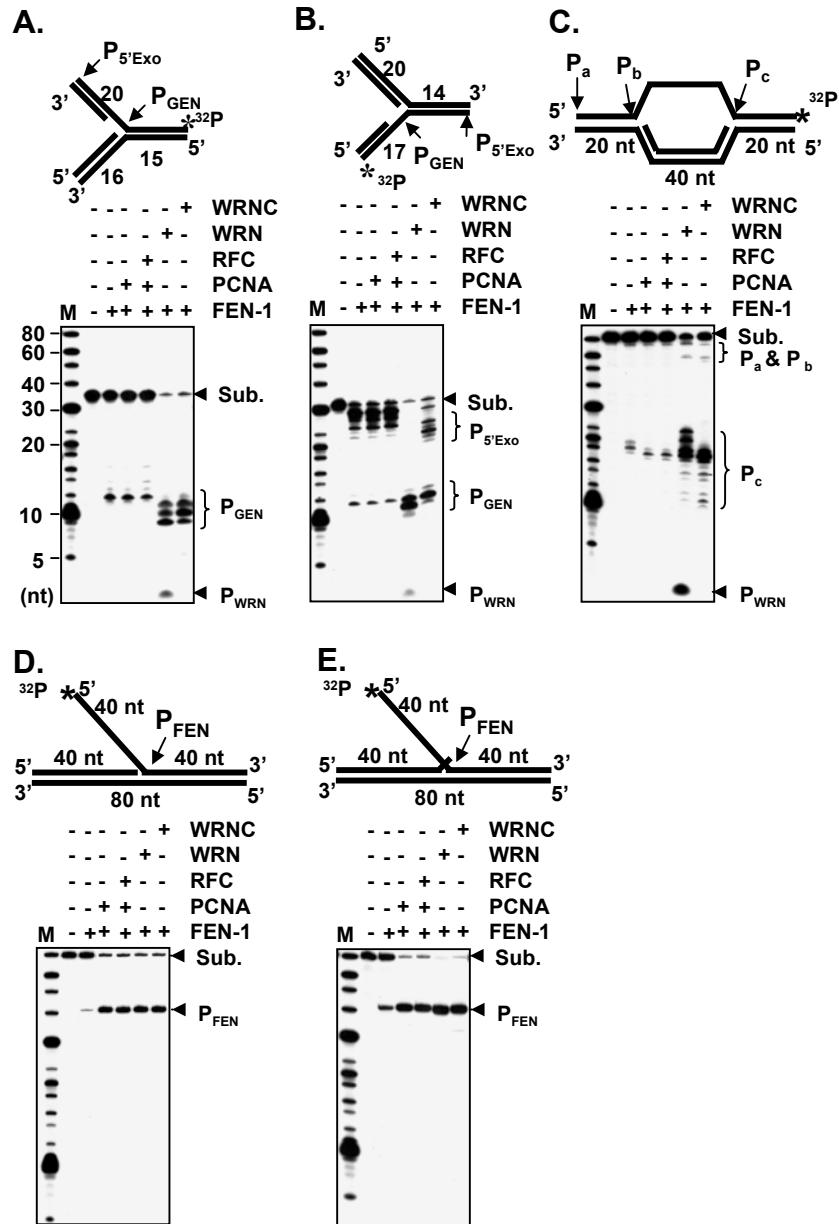 A.
P5'Exo
3' 20 PGEN
*32P
5' 15 5'
3' 16
- - - - - + WRNC
- - - - + - WRN
- - - + - - RFC
- - + + - - PCNA
M - + + + + + FEN-1
80
60
40
30
20
10
5
(nt)
Sub.
PGEN
PWRN
B.
5'
3' 20 14 3'
5' 17 PGEN P5'Exo
3' * 32P
- - - - - + WRNC
- - - - + - WRN
- - - + - - RFC
- - + + - - PCNA
M - + + + + + FEN-1
Sub.
P5'Exo
PGEN
PWRN
C.
Pa Pb Pc 32P
5' *
3' 20 nt 20 nt 5'
40 nt
- - - - - + WRNC
- - - - + - WRN
- - - + - - RFC
- - + + - - PCNA
M - + + + + + FEN-1
Sub.
Pa & Pb
Pc
PWRN
D.
32P *5'
40 nt
PFEN
5' 40 nt 40 nt 3'
3' 80 nt 5'
- - - - - + WRNC
- - - - + - WRN
- - - + - - RFC
- - + + - - PCNA
M - + + + + + FEN-1
Sub.
PFEN
E.
32P *5'
40 nt
PFEN
5' 40 nt 40 nt 3'
3' 80 nt 5'
- - - - - + WRNC
- - - - + - WRN
- - - + - - RFC
- - + + - - PCNA
M - + + + + + FEN-1
Sub.
PFEN